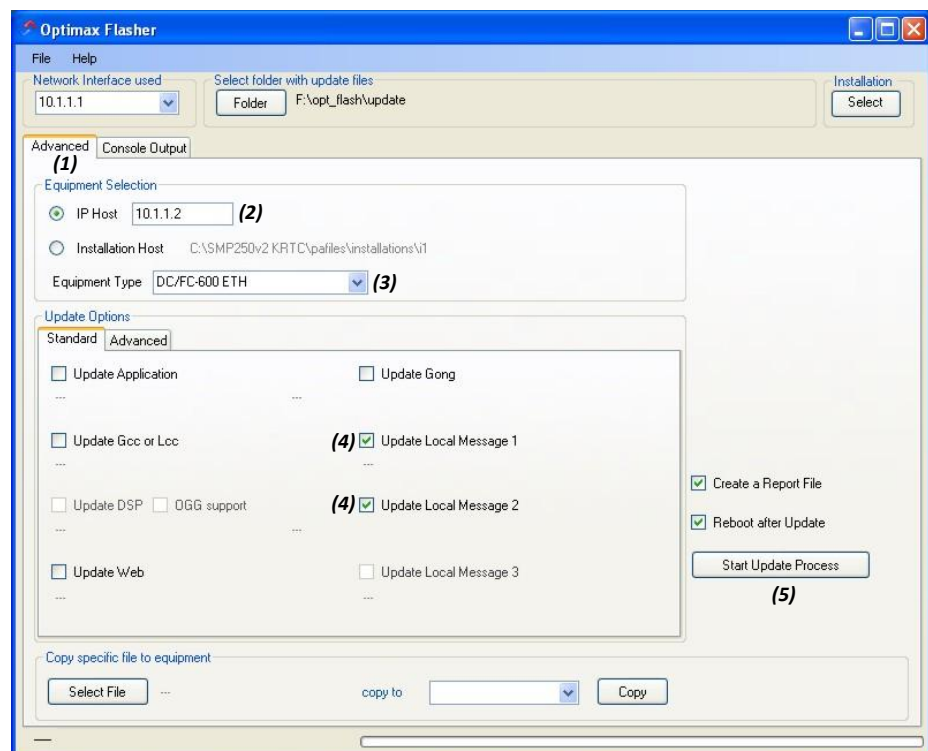 Optimax Flasher
File Help
Network Interface used
10.1.1.1
Select folder with update files
Folder F:\opt_flash\update
Installation
Select
Advanced Console Output
(1)
Equipment Selection
IP Host 10.1.1.2 (2)
Installation Host C:\SMP250v2 KRTC\pafiles\installations\i1
Equipment Type DC/FC-600 ETH (3)
Update Options
Standard Advanced
Update Application Update Gong
--- ---
Update Gcc or Lcc (4) Update Local Message 1
--- ---
Update DSP OGG support (4) Update Local Message 2
--- ---
Update Web Update Local Message 3
--- ---
Create a Report File
Reboot after Update
Start Update Process
(5)
Copy specific file to equipment
Select File --- copy to Copy